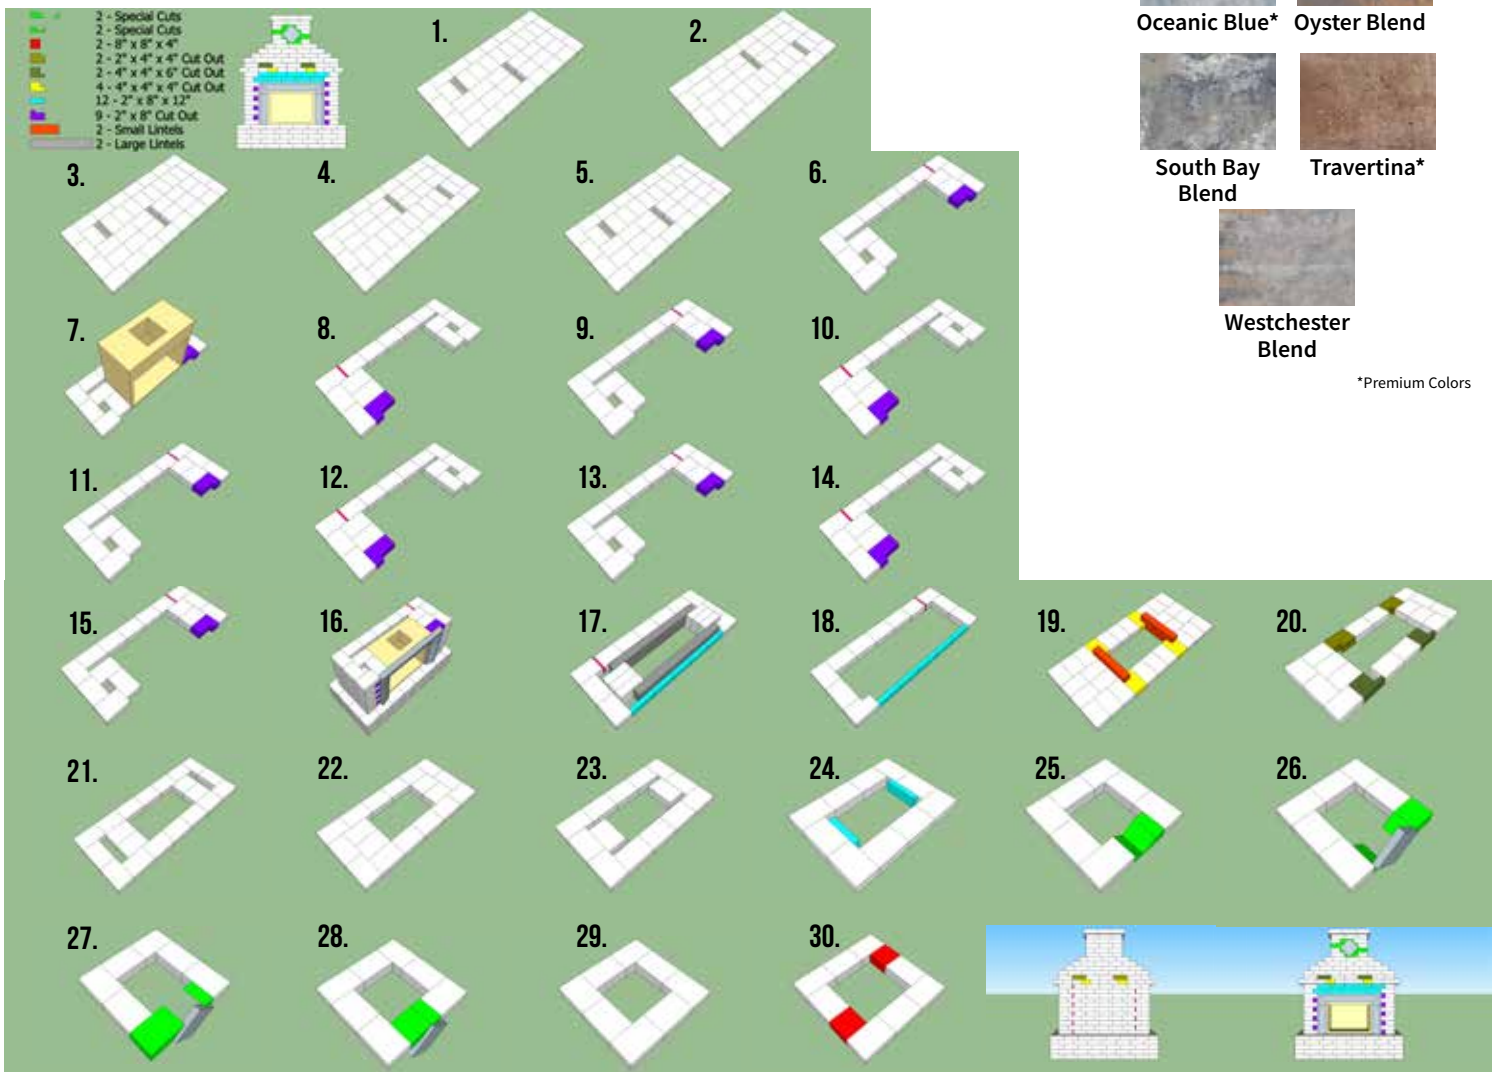 2 - Special Cuts
2 - Special Cuts
2 - 8" x 8" x 4"
2 - 2" x 4" x 4" Cut Out
2 - 4" x 4" x 6" Cut Out
4 - 4" x 4" x 4" Cut Out
12 - 2" x 8" x 12"
9 - 2" x 8" Cut Out
2 - Small Lintels
2 - Large Lintels
1.
2.
3.
4.
5.
6.
7.
8.
9.
10.
11.
12.
13.
14.
15.
16.
17.
18.
19.
20.
21.
22.
23.
24.
25.
26.
27.
28.
29.
30.
Oceanic Blue*
Oyster Blend
South Bay
Blend
Travertina*
Westchester
Blend
*Premium Colors